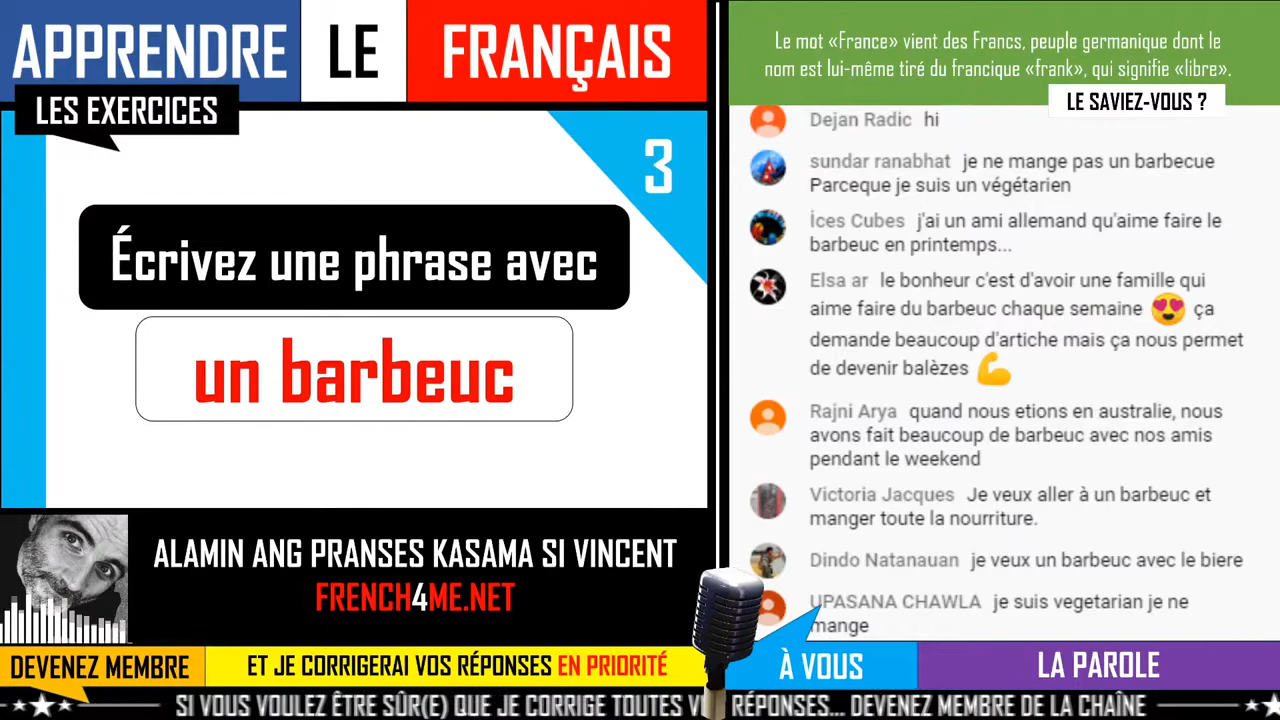 APPRENDRE LE FRANÇAIS
LES EXERCICES
3
Écrivez une phrase avec
un barbeuc
ALAMIN ANG PRANSES KASAMA SI VINCENT
FRENCH4ME.NET
DEVENEZ MEMBRE
ET JE CORRIGERAI VOS RÉPONSES EN PRIORITÉ
Le mot «France» vient des Francs, peuple germanique dont le
nom est lui-même tiré du francique «frank», qui signifie «libre».
LE SAVIEZ-VOUS ?
Dejan Radic hi
sundar ranabhat je ne mange pas un barbecue
Parceque je suis un végétarien
İces Cubes j'ai un ami allemand qu'aime faire le
barbeuc en printemps...
Elsa ar le bonheur c'est d'avoir une famille qui
aime faire du barbeuc chaque semaine 😍 ça
demande beaucoup d'artiche mais ça nous permet
de devenir balèzes 💪
Rajni Arya quand nous etions en australie, nous
avons fait beaucoup de barbeuc avec nos amis
pendant le weekend
Victoria Jacques Je veux aller à un barbeuc et
manger toute la nourriture.
Dindo Natanauan je veux un barbeuc avec le biere
UPASANA CHAWLA je suis vegetarian je ne
mange
À VOUS
LA PAROLE
SI VOUS VOULEZ ÊTRE SÛR(E) QUE JE CORRIGE TOUTES RÉPONSES... DEVENEZ MEMBRE DE LA CHAÎNE